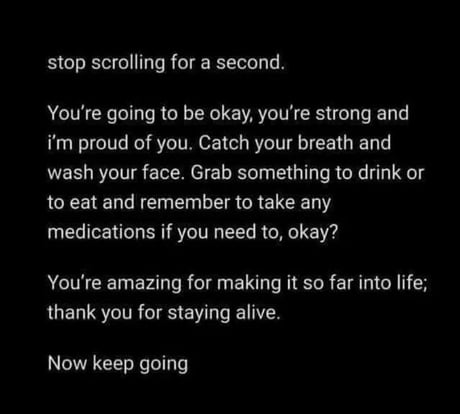 stop scrolling for a second.
You're going to be okay, you're strong and
i'm proud of you. Catch your breath and
wash your face. Grab something to drink or
to eat and remember to take any
medications if you need to, okay?
You're amazing for making it so far into life;
thank you for staying alive.
Now keep going